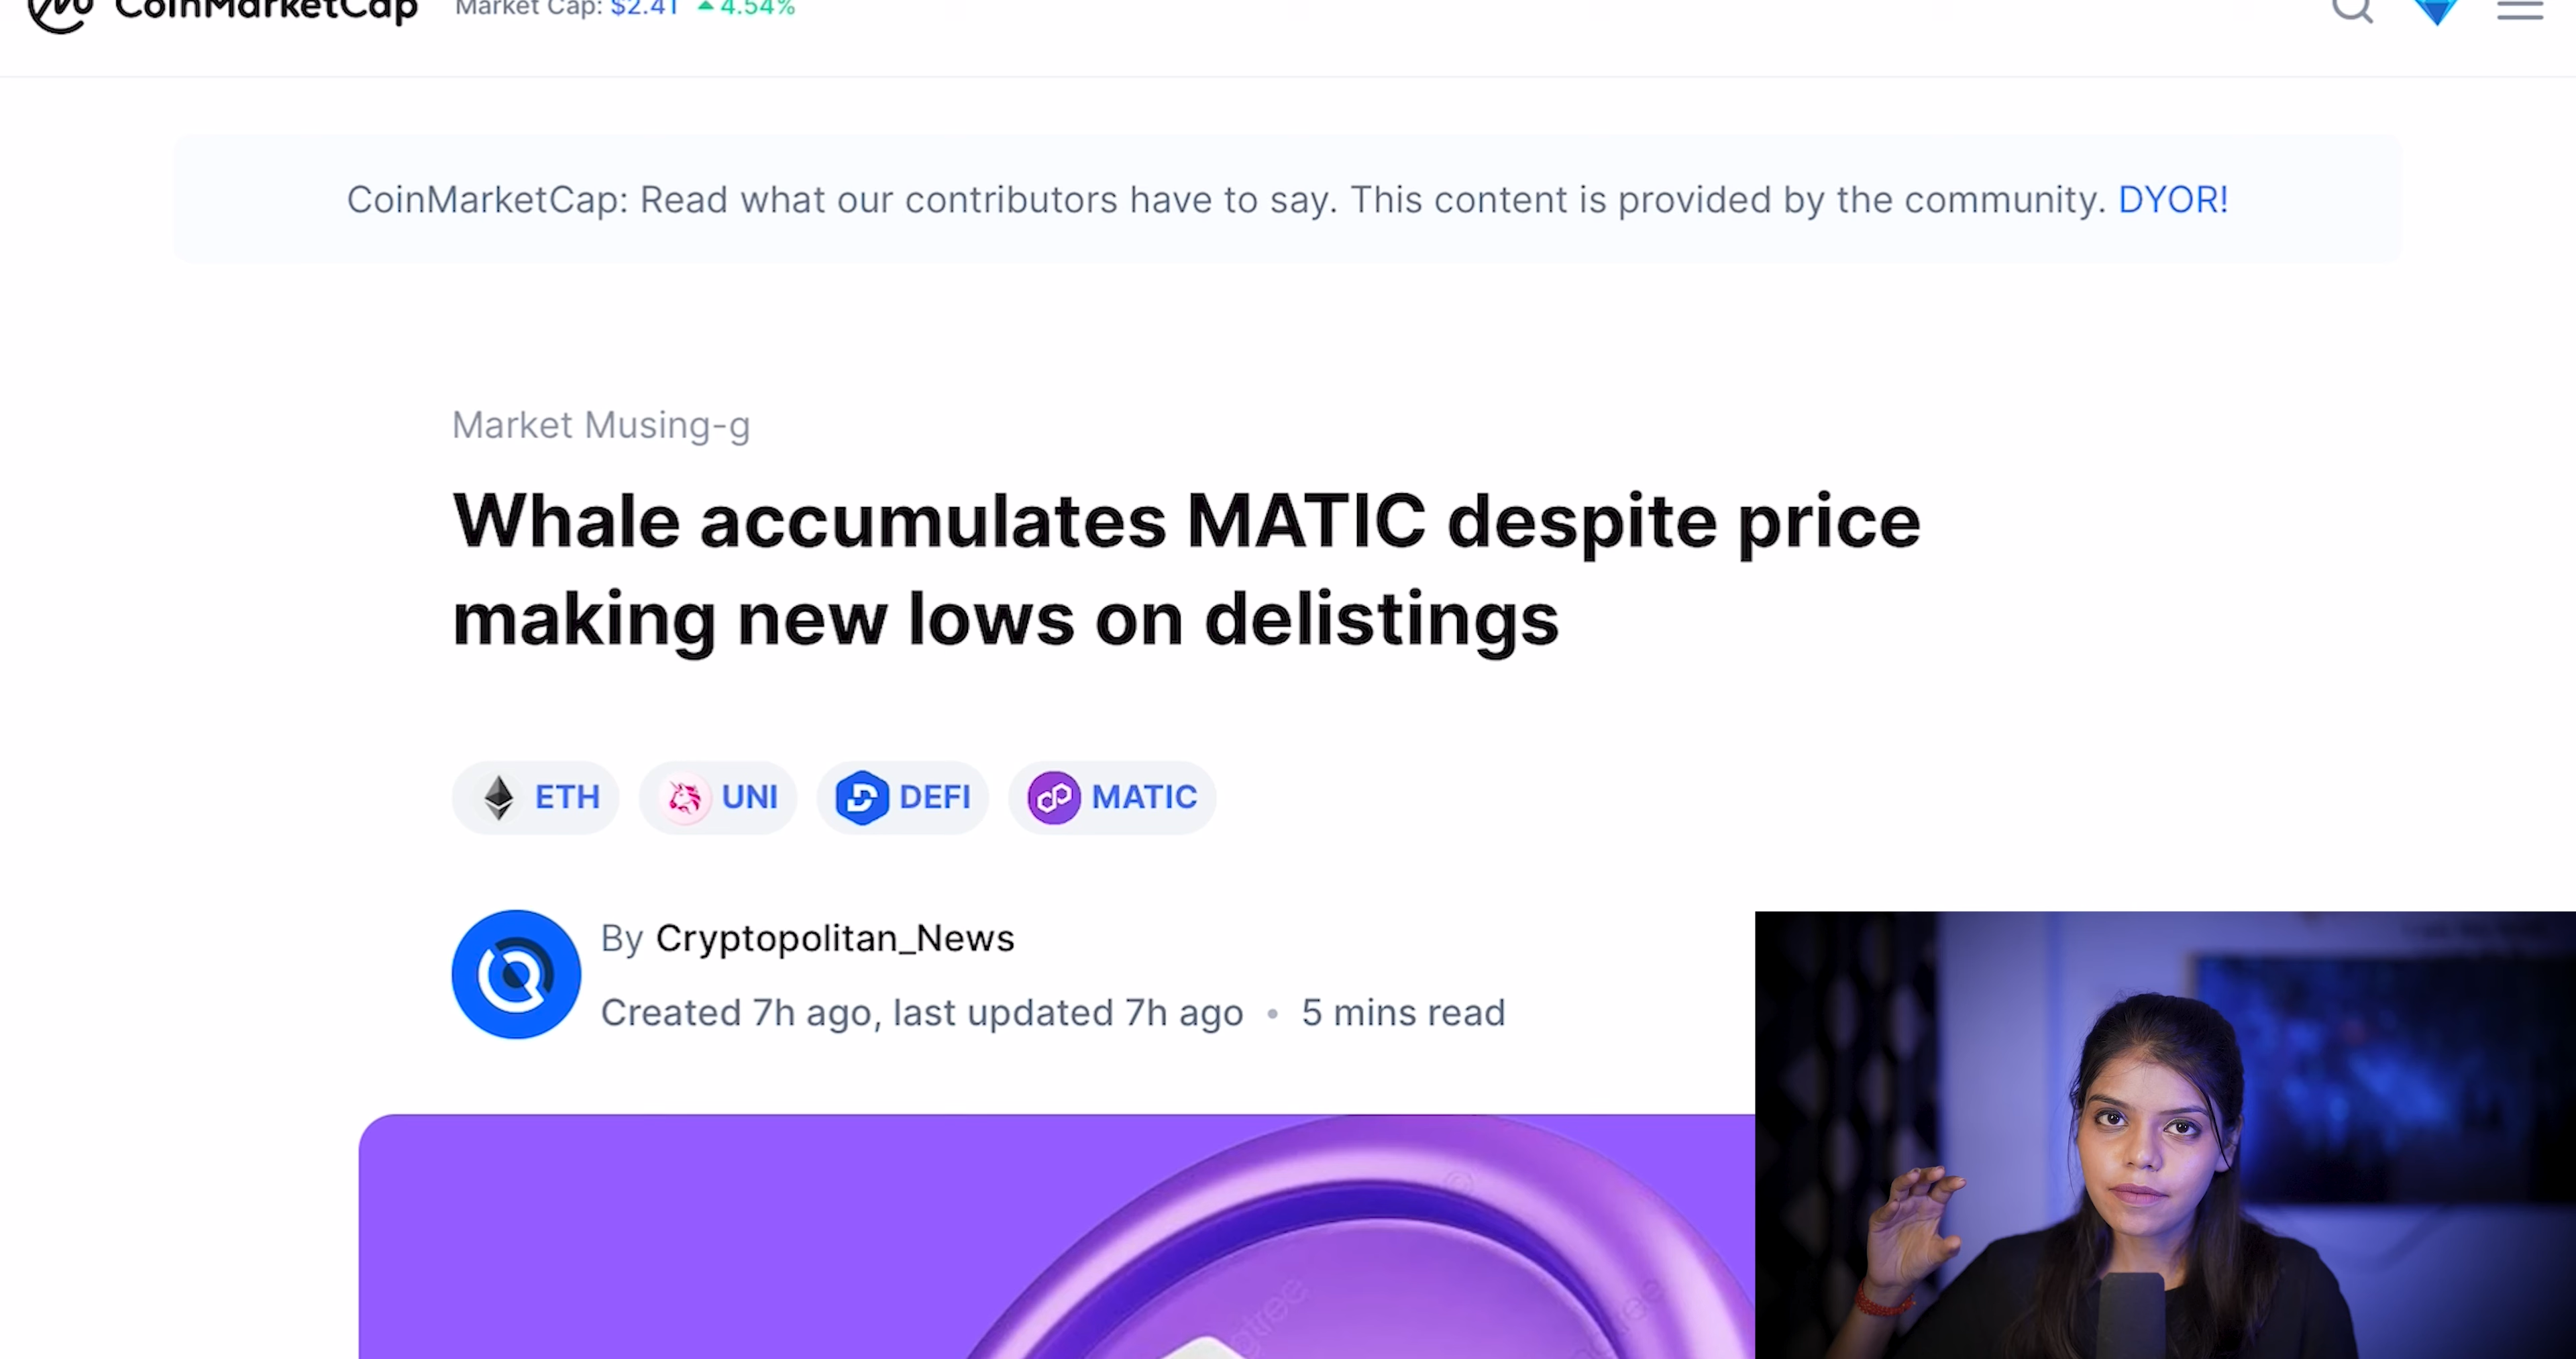 CoinMarketCap Market Cap: $2.4T 4.54%
CoinMarketCap: Read what our contributors have to say. This content is provided by the community. DYOR!
Market Musing-g
Whale accumulates MATIC despite price
making new lows on delistings
ETH UNI DEFI MATIC
By Cryptopolitan_News
Created 7h ago, last updated 7h ago • 5 mins read